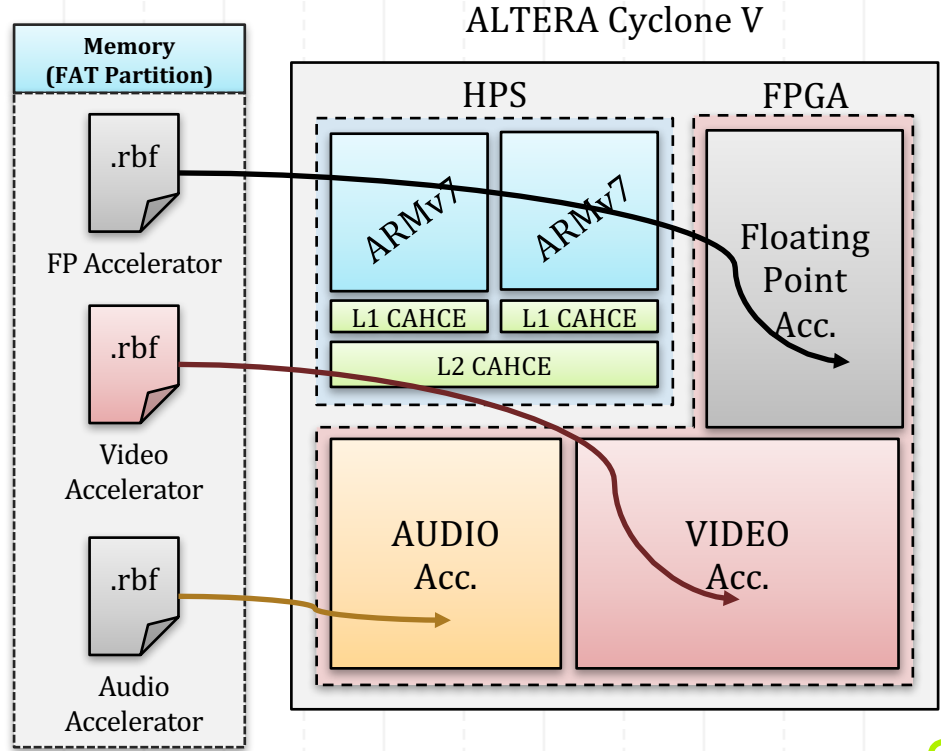 ALTERA Cyclone V
Memory
(FAT Partition)
.rbf
FP Accelerator
.rbf
Video
Accelerator
.rbf
Audio
Accelerator
HPS
FPGA
ARMv7
ARMv7
L1 CAHCE
L1 CAHCE
L2 CAHCE
Floating
Point
Acc.
AUDIO
Acc.
VIDEO
Acc.